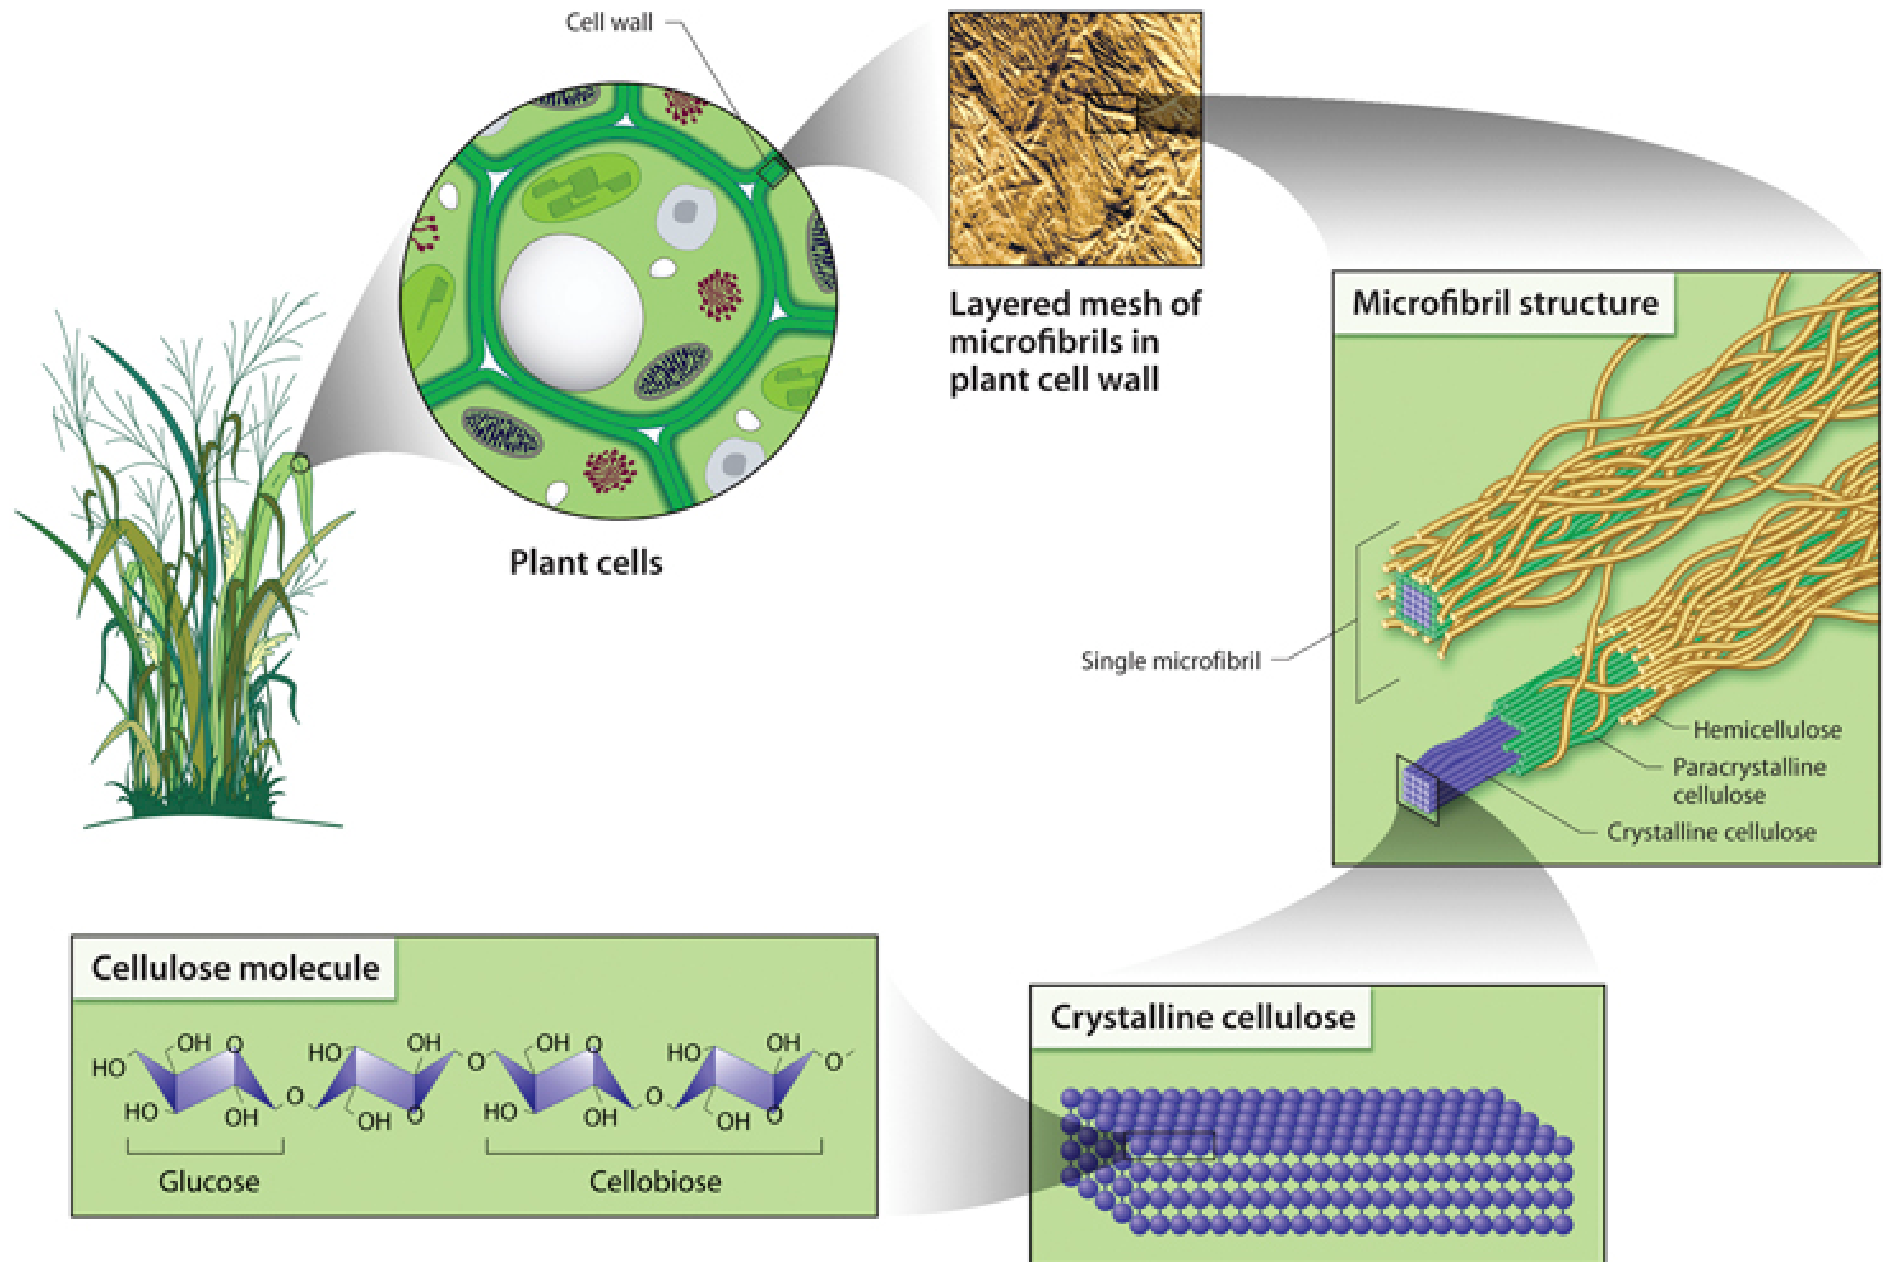 Cell wall
Plant cells
Layered mesh of
microfibrils in
plant cell wall
Microfibril structure
Single microfibril
Hemicellulose
Paracrystalline
cellulose
Crystalline cellulose
Cellulose molecule
HO OH O HO OH O OH O HO OH O
HO OH O OH O HO OH O OH O
Glucose
Cellobiose
Crystalline cellulose